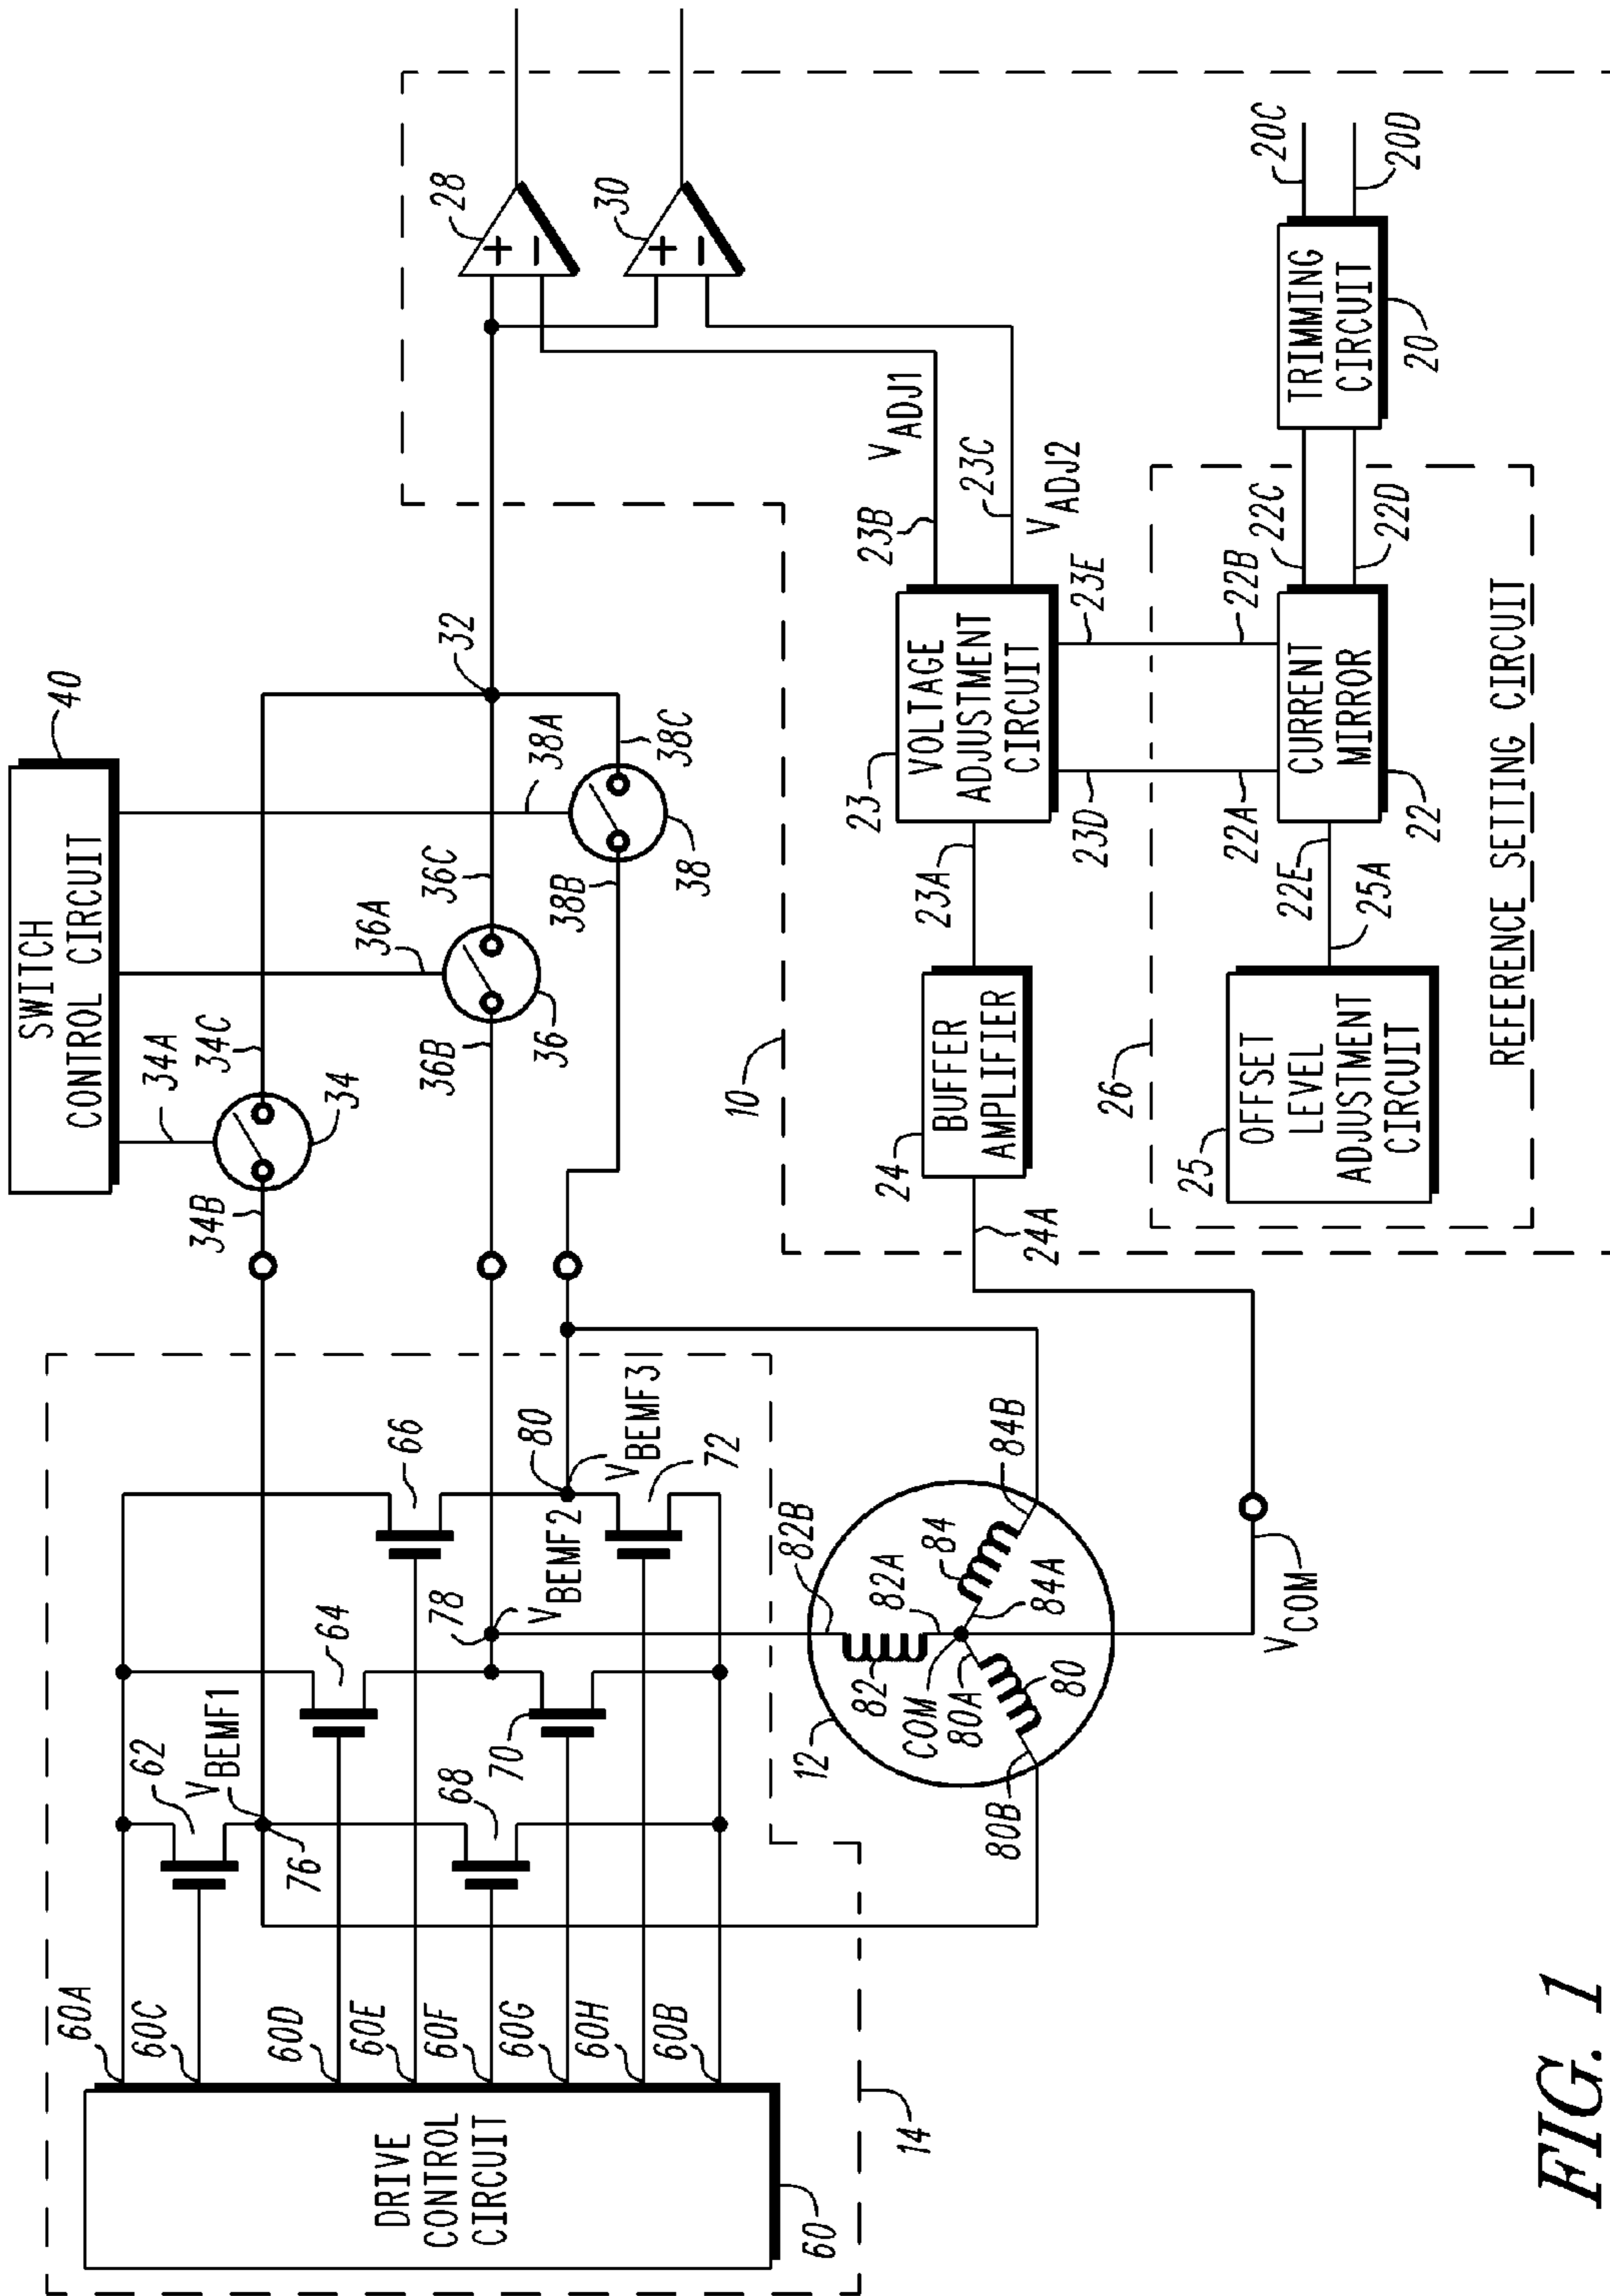 SWITCH
CONTROL CIRCUIT
40
34A
34C
34B
34
36A
36C
36B
36
38A
38C
38B
38
32
28
+
−
30
+
−
10
V ADJ1
23B
23C
V ADJ2
23
VOLTAGE
ADJUSTMENT
CIRCUIT
23A
23D
23E
24
BUFFER
AMPLIFIER
24A
26
25
OFFSET
LEVEL
ADJUSTMENT
CIRCUIT
22E
25A
22A
22B
CURRENT
MIRROR
22
22C
22D
TRIMMING
CIRCUIT
20
20C
20D
REFERENCE SETTING CIRCUIT
60A
60C
60D
60E
60F
60G
60H
60B
DRIVE
CONTROL
CIRCUIT
60
14
62
V BEMF1
76
64
68
70
78
V BEMF2
66
80
V BEMF3
72
12
82B
82A
82
COM
80A
80
80B
84
84A
84B
V COM
FIG. 1